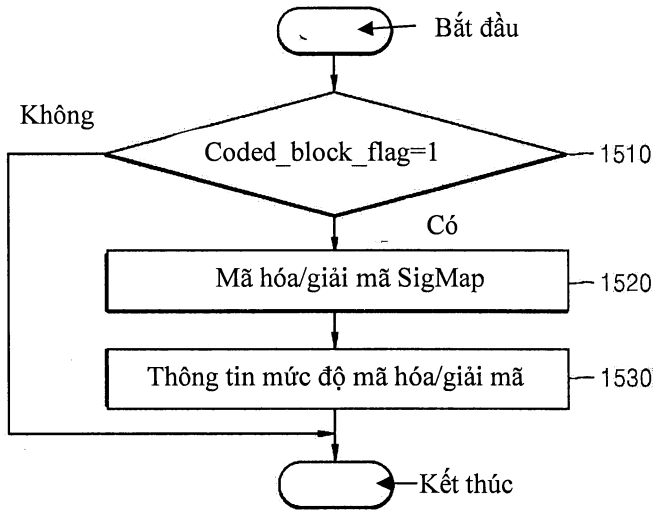 Bắt đầu
Không
Coded_block_flag=1
1510
Có
Mã hóa/giải mã SigMap
1520
Thông tin mức độ mã hóa/giải mã
1530
Kết thúc